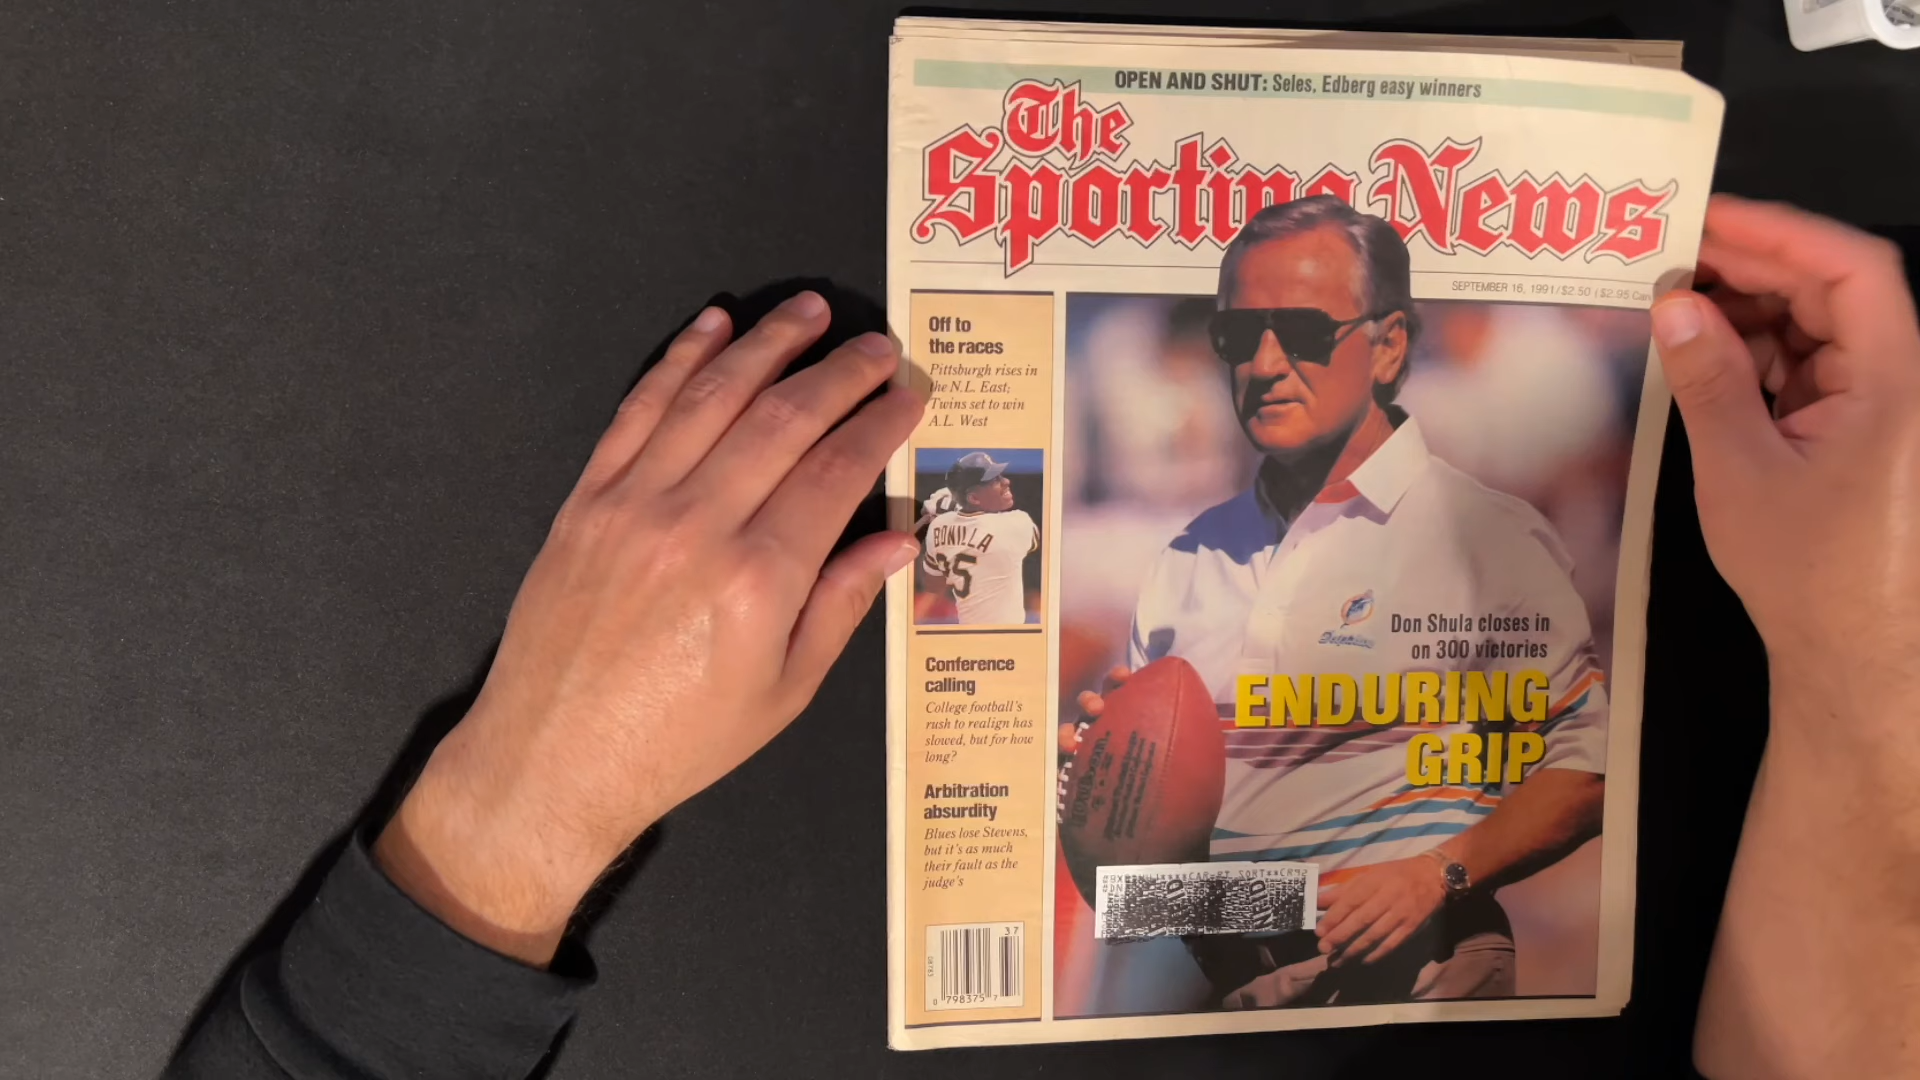 OPEN AND SHUT: Seles, Edberg easy winners
The
Sporting News
SEPTEMBER 16, 1991/$2.50 ($2.95 Can
Off to
the races
Pittsburgh rises in
the N.L. East;
Twins set to win
A.L. West
BONILLA
25
Conference
calling
College football's
rush to realign has
slowed, but for how
long?
Arbitration
absurdity
Blues lose Stevens,
but it's as much
their fault as the
judge's
Dolphins
Don Shula closes in
on 300 victories
ENDURING
GRIP
37
0 798375 7